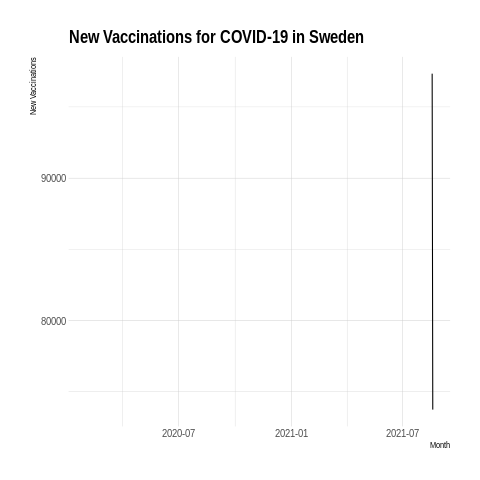 New Vaccinations for COVID-19 in Sweden
New Vaccinations
90000
80000
2020-07 2021-01 2021-07
Month